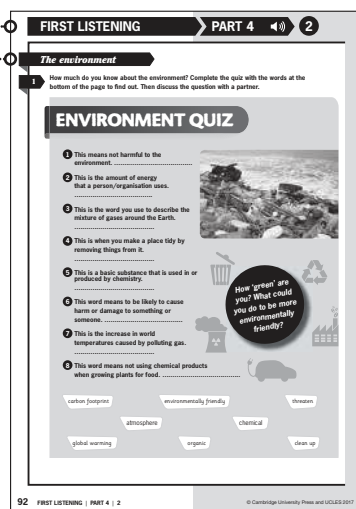 FIRST LISTENING PART 4 2
The environment
1 How much do you know about the environment? Complete the quiz with the words at the
bottom of the page to find out. Then discuss the question with a partner.
ENVIRONMENT QUIZ
1 This means not harmful to the
environment. ....................................
2 This is the amount of energy
that a person/organisation uses.
....................................
3 This is the word you use to describe the
mixture of gases around the Earth.
....................................
4 This is when you make a place tidy by
removing things from it.
....................................
5 This is a basic substance that is used in or
produced by chemistry.
....................................
6 This word means to be likely to cause
harm or damage to something or
someone. ....................................
7 This is the increase in world
temperatures caused by polluting gas.
....................................
8 This word means not using chemical products
when growing plants for food. ....................................
How ‘green’ are
you? What could
you do to be more
environmentally
friendly?
carbon footprint environmentally friendly threaten
atmosphere chemical
global warming organic clean up
92 FIRST LISTENING | PART 4 | 2 © Cambridge University Press and UCLES 2017